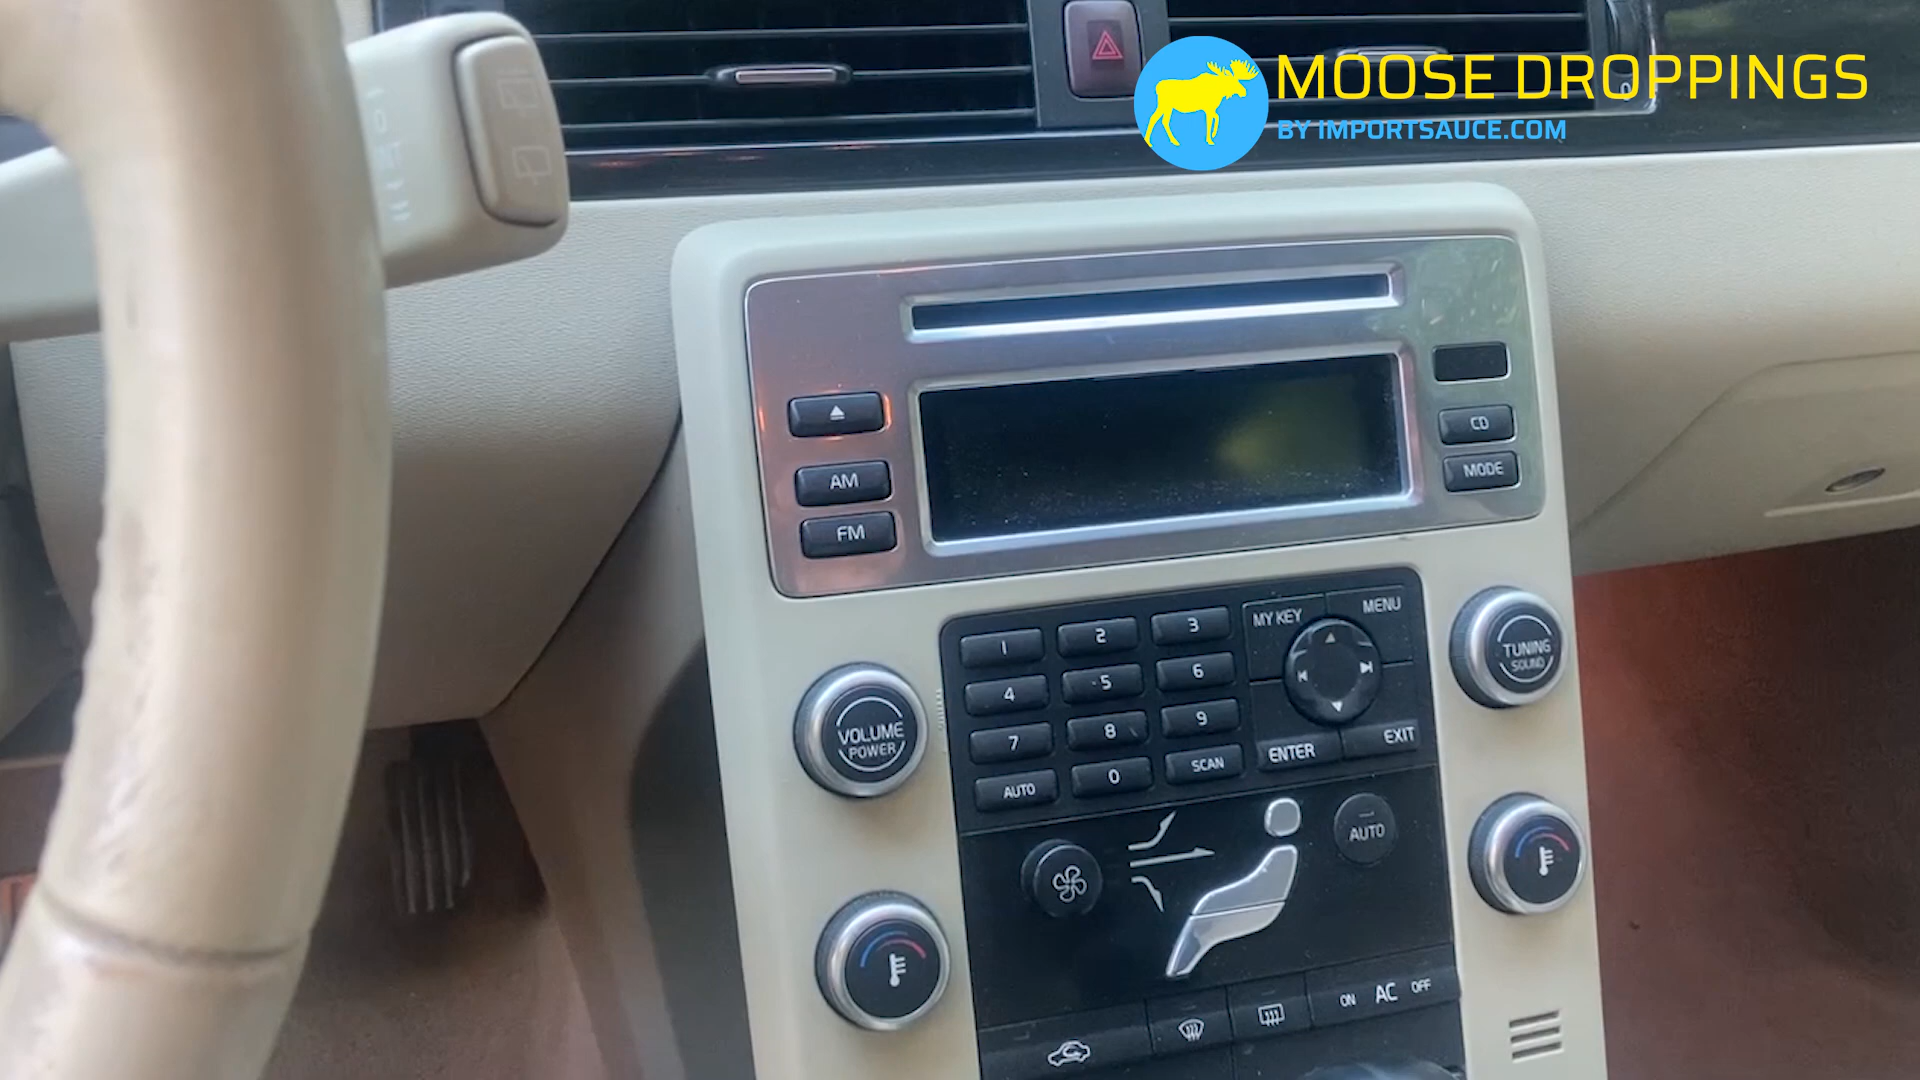 MOOSE DROPPINGS
BY IMPORTSAUCE.COM
CD
AM
MODE
FM
MY KEY
MENU
1
2
3
4
5
6
7
8
9
AUTO
0
SCAN
ENTER
EXIT
TUNING
SOUND
VOLUME
POWER
AUTO
ON AC OFF